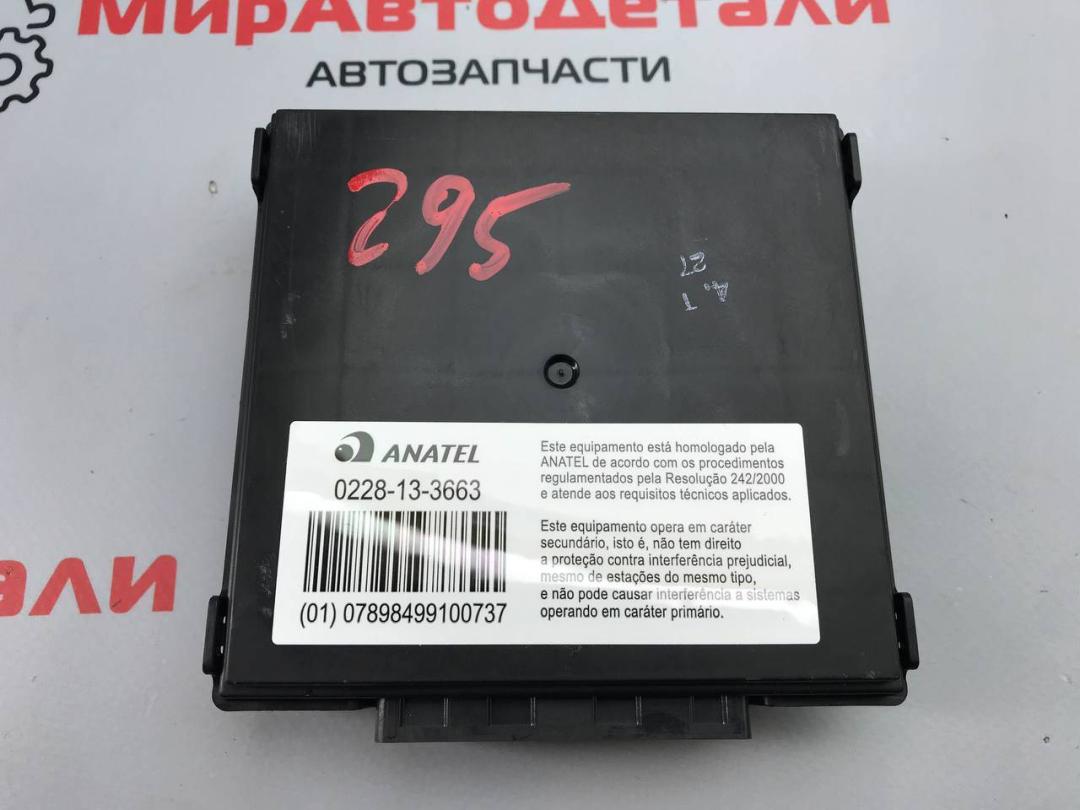 МирАвтоДетали
АВТОЗАПЧАСТИ
295
27
A.T
ANATEL
0228-13-3663
(01) 07898499100737
Este equipamento está homologado pela
ANATEL de acordo com os procedimentos
regulamentados pela Resolução 242/2000
e atende aos requisitos técnicos aplicados.
Este equipamento opera em caráter
secundário, isto é, não tem direito
a proteção contra interferência prejudicial,
mesmo de estações do mesmo tipo,
e não pode causar interferência a sistemas
operando em caráter primário.
тали